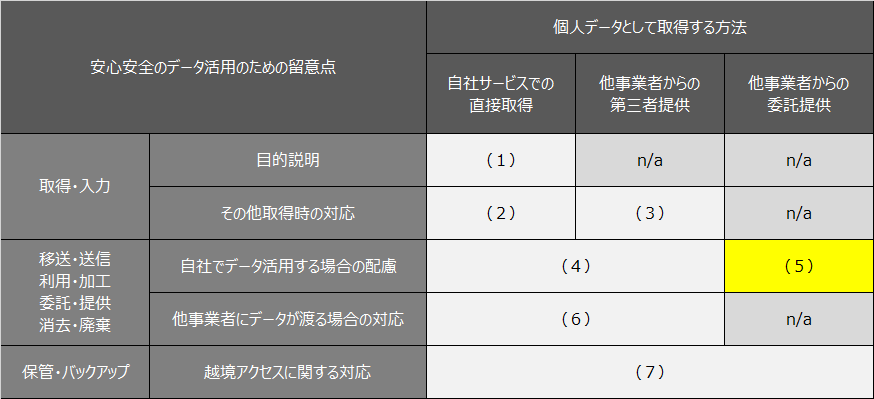 安心安全のデータ活用のための留意点
個人データとして取得する方法
自社サービスでの
直接取得
他事業者からの
第三者提供
他事業者からの
委託提供
取得・入力
目的説明
（１）
n/a
n/a
その他取得時の対応
（２）
（３）
n/a
移送・送信
利用・加工
委託・提供
消去・廃棄
自社でデータ活用する場合の配慮
（４）
（５）
他事業者にデータが渡る場合の対応
（６）
n/a
保管・バックアップ
越境アクセスに関する対応
（７）